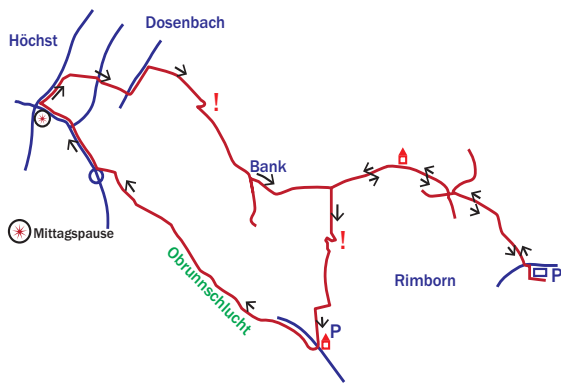 Dosenbach
Höchst
!
Bank
Mittagspause
!
Obrunnschlucht
Rimborn
P
P